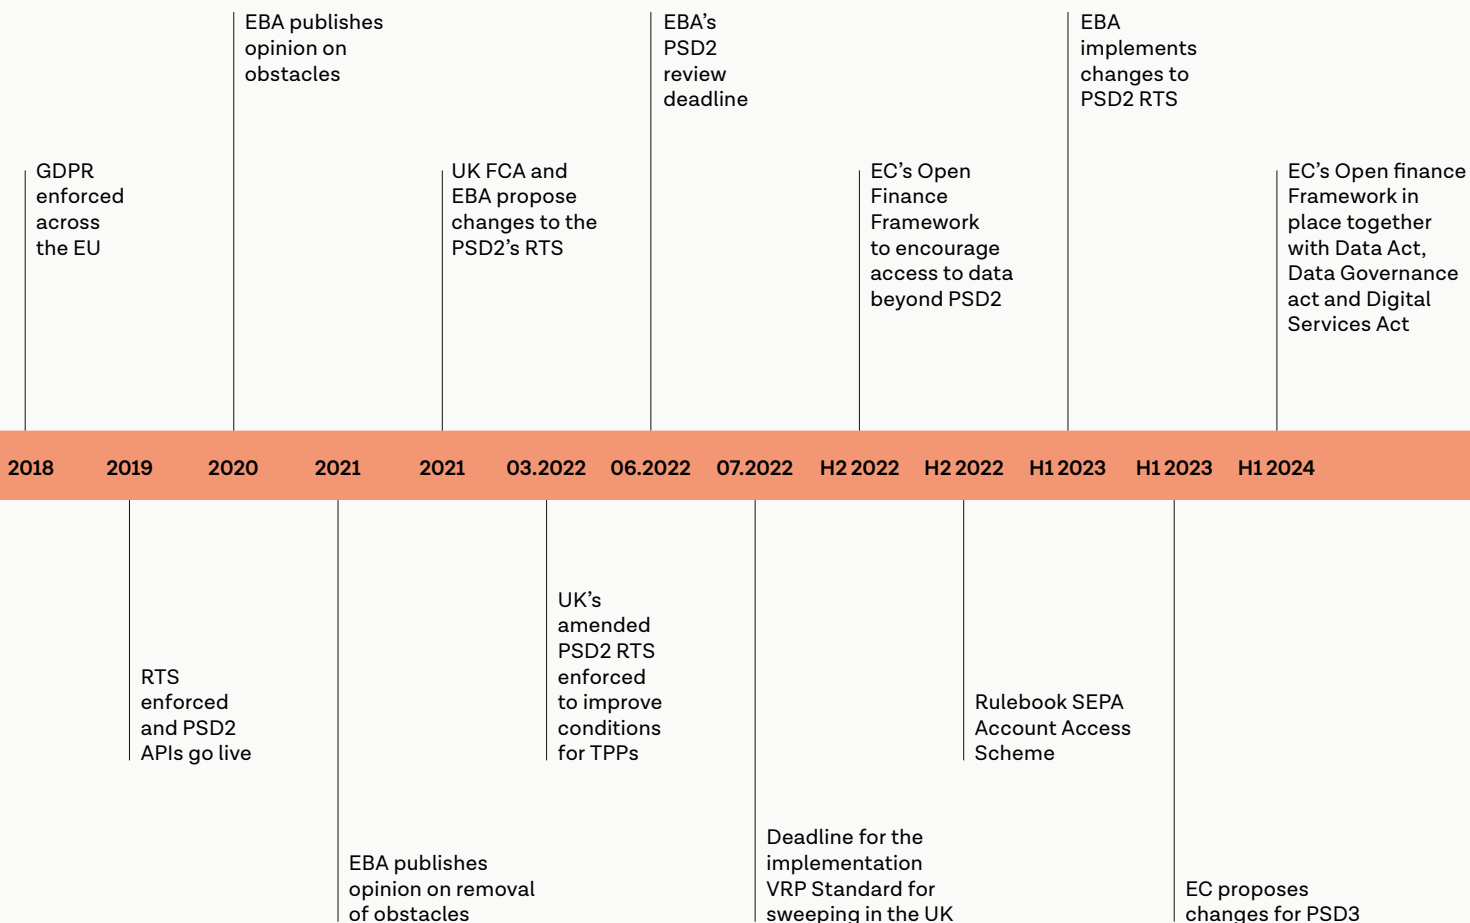 EBA publishes
opinion on
obstacles
EBA’s
PSD2
review
deadline
EBA
implements
changes to
PSD2 RTS
GDPR
enforced
across
the EU
UK FCA and
EBA propose
changes to the
PSD2’s RTS
EC’s Open
Finance
Framework
to encourage
access to data
beyond PSD2
EC’s Open finance
Framework in
place together
with Data Act,
Data Governance
act and Digital
Services Act
2018 2019 2020 2021 2021 03.2022 06.2022 07.2022 H2 2022 H2 2022 H1 2023 H1 2023 H1 2024
RTS
enforced
and PSD2
APIs go live
UK’s
amended
PSD2 RTS
enforced
to improve
conditions
for TPPs
Rulebook SEPA
Account Access
Scheme
EBA publishes
opinion on removal
of obstacles
Deadline for the
implementation
VRP Standard for
sweeping in the UK
EC proposes
changes for PSD3